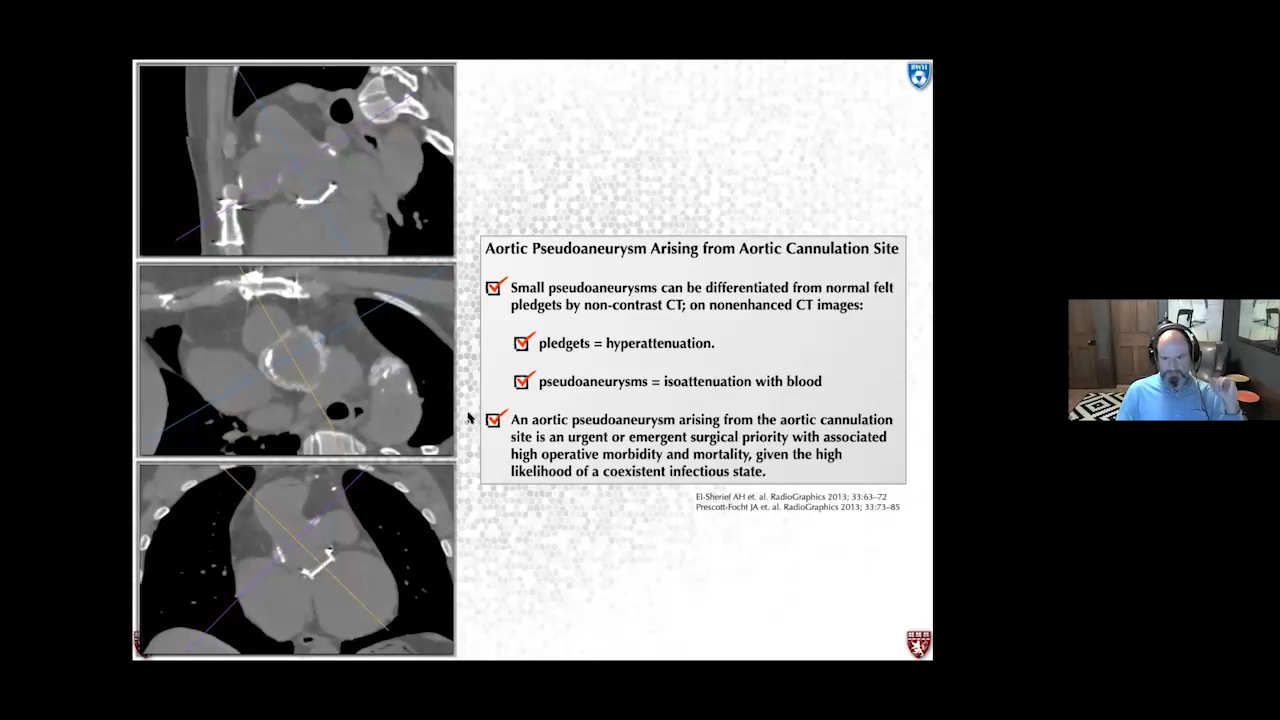 BWH
Aortic Pseudoaneurysm Arising from Aortic Cannulation Site
Small pseudoaneurysms can be differentiated from normal felt
pledgets by non-contrast CT; on nonenhanced CT images:
pledgets = hyperattenuation.
pseudoaneurysms = isoattenuation with blood
An aortic pseudoaneurysm arising from the aortic cannulation
site is an urgent or emergent surgical priority with associated
high operative morbidity and mortality, given the high
likelihood of a coexistent infectious state.
El-Sherief AH et. al. RadioGraphics 2013; 33:63–72
Prescott-Focht JA et. al. RadioGraphics 2013; 33:73–85